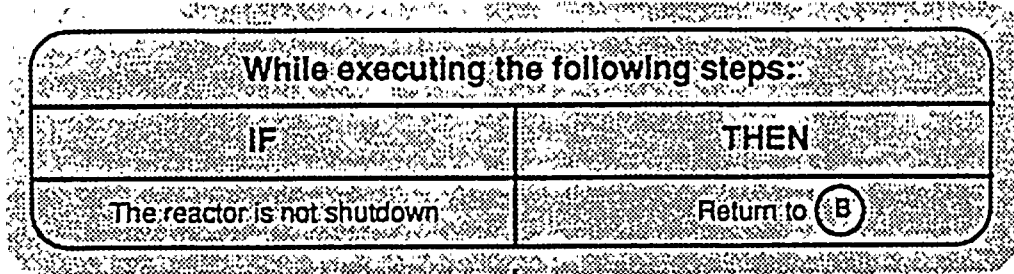 While executing the following steps:
IF THEN
The reactor is not shutdown Return to B